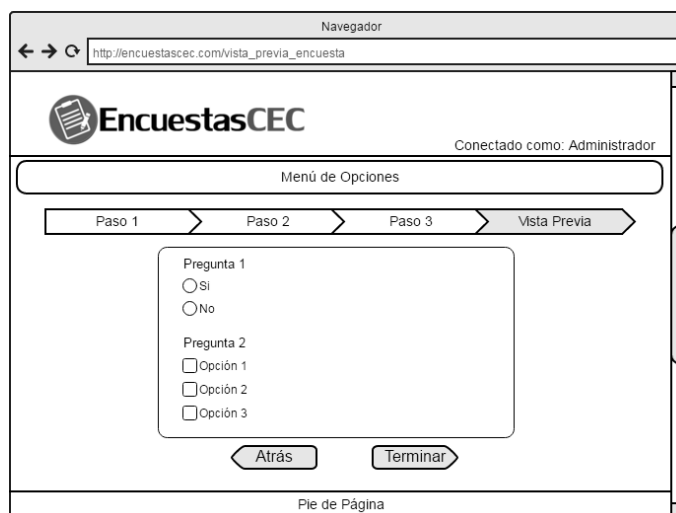 Navegador
http://encuestascec.com/vista_previa_encuesta
EncuestasCEC
Conectado como: Administrador
Menú de Opciones
Paso 1 Paso 2 Paso 3 Vista Previa
Pregunta 1
Si
No
Pregunta 2
Opción 1
Opción 2
Opción 3
Atrás Terminar
Pie de Página